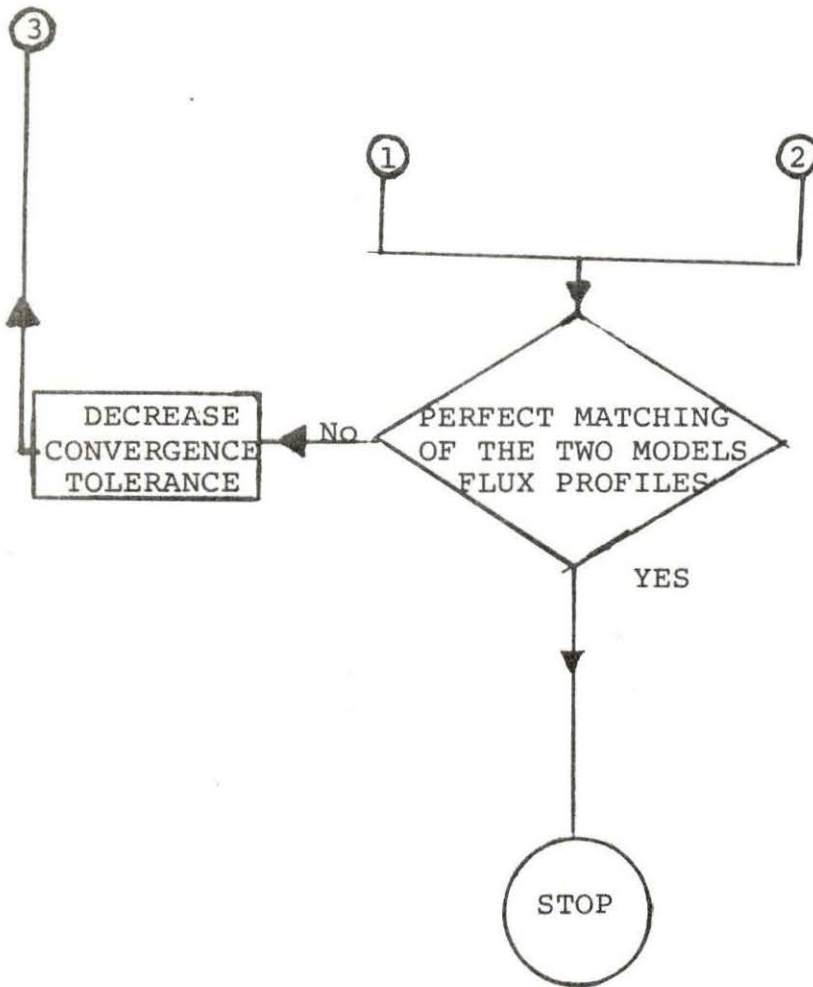 3
1
2
DECREASE
CONVERGENCE
TOLERANCE
No
PERFECT MATCHING
OF THE TWO MODELS
FLUX PROFILES
YES
STOP